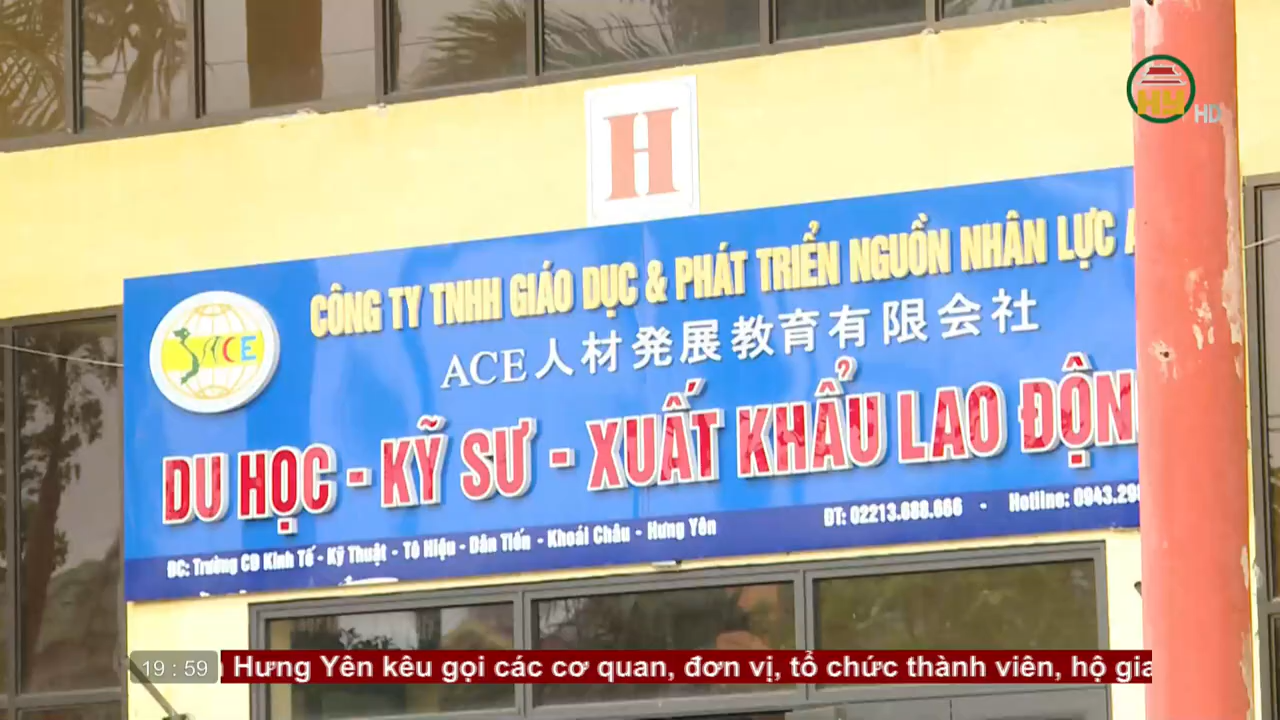 HY HD
H
CÔNG TY TNHH GIÁO DỤC & PHÁT TRIỂN NGUỒN NHÂN LỰC A
ACE人材発展教育有限会社
ACE
DU HỌC - KỸ SƯ - XUẤT KHẨU LAO ĐỘN
ĐC: Trường CĐ Kinh Tế - Kỹ Thuật - Tô Hiệu - Dân Tiến - Khoái Châu - Hưng Yên
ĐT: 02213.688.666 - Hotline: 0943.29
19 : 59
Hưng Yên kêu gọi các cơ quan, đơn vị, tổ chức thành viên, hộ gia